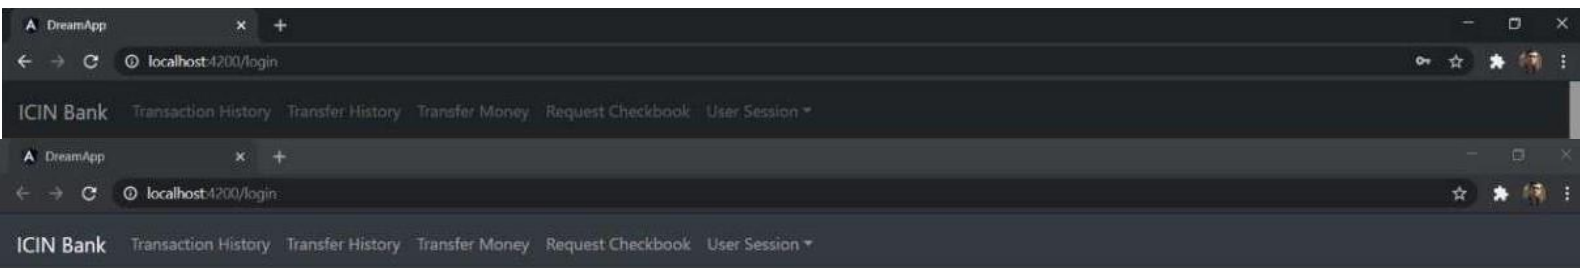 DreamApp
localhost:4200/login
ICIN Bank Transaction History Transfer History Transfer Money Request Checkbook User Session
DreamApp
localhost:4200/login
ICIN Bank Transaction History Transfer History Transfer Money Request Checkbook User Session